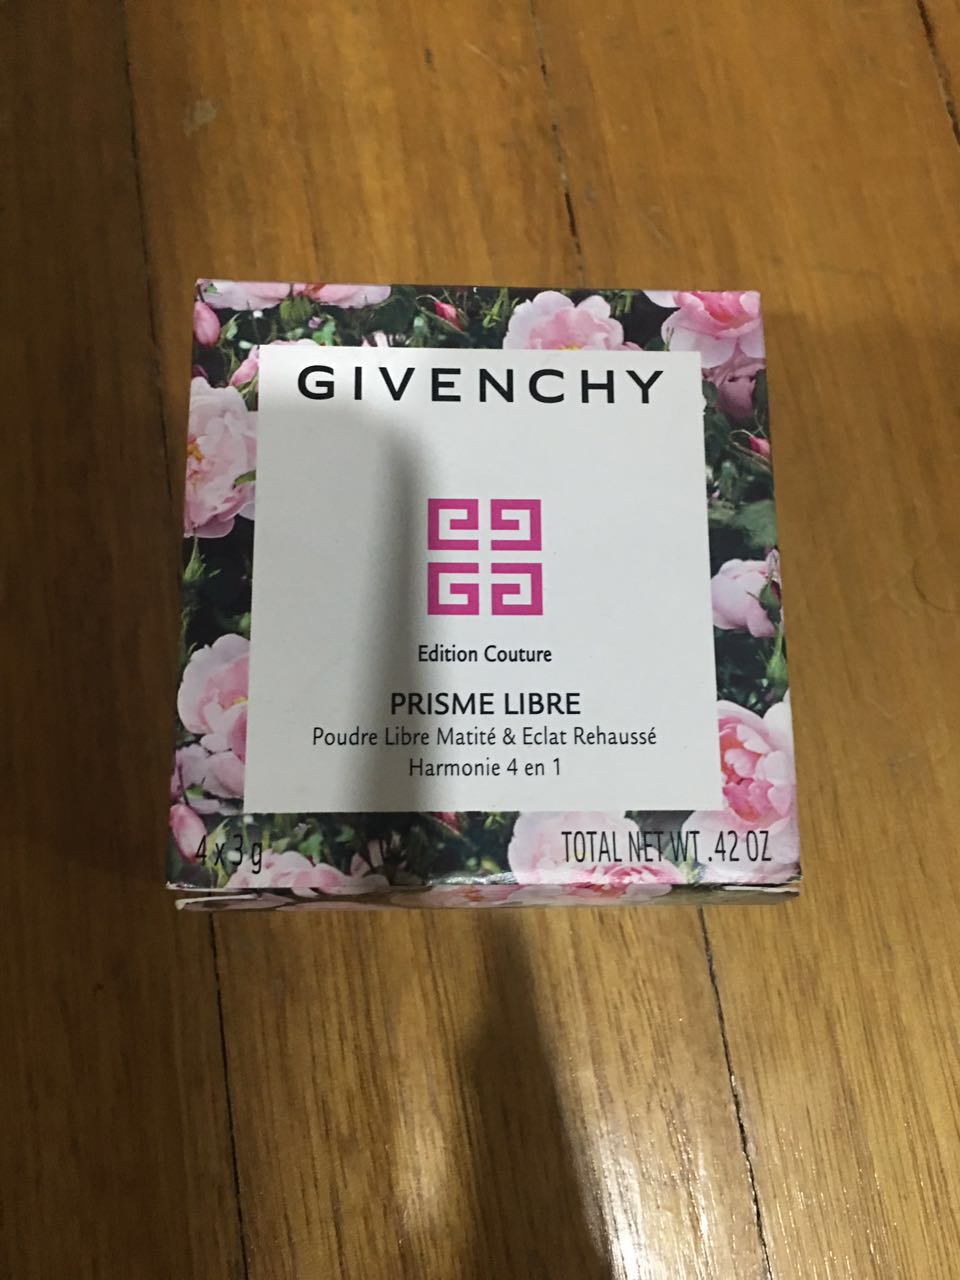 GIVENCHY
Edition Couture
PRISME LIBRE
Poudre Libre Matité & Eclat Rehaussé
Harmonie 4 en 1
4 x 3 g
TOTAL NET WT .42 OZ